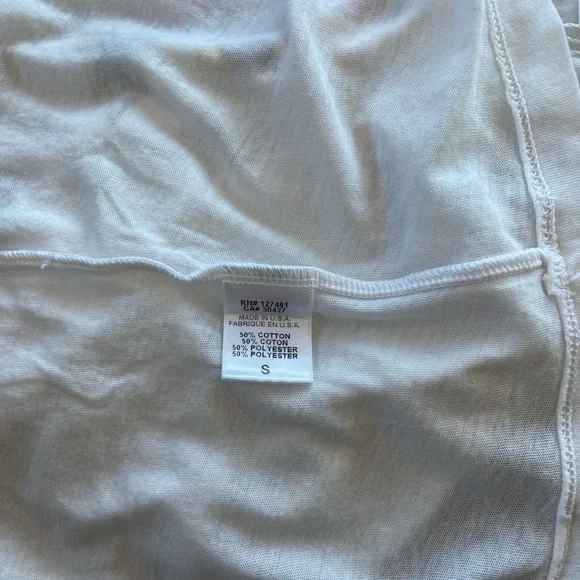 RN# 127481
CA# 30427
MADE IN U.S.A.
FABRIQUE EN U.S.A.
50% COTTON
50% COTON
50% POLYESTER
50% POLYESTER
S